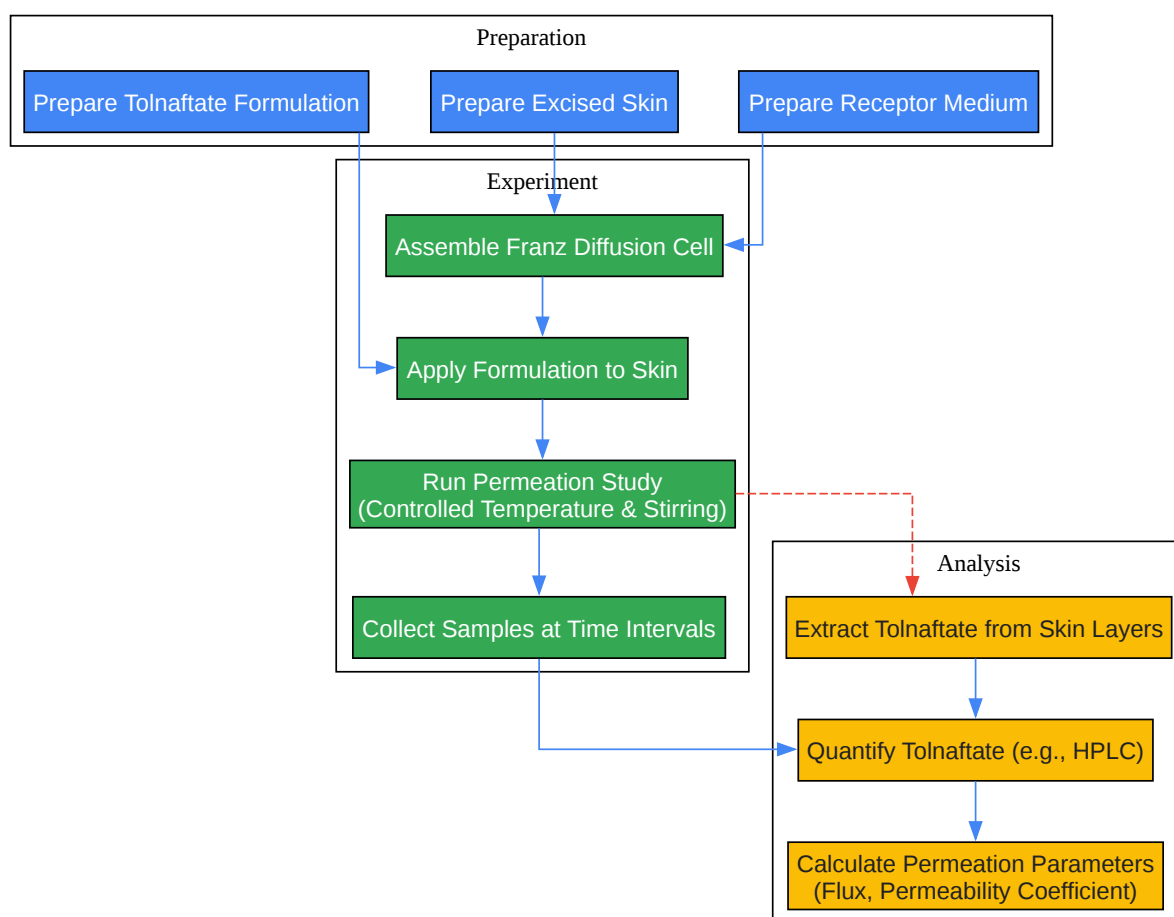 Preparation
Prepare Tolnaftate Formulation
Prepare Excised Skin
Prepare Receptor Medium
Experiment
Assemble Franz Diffusion Cell
Apply Formulation to Skin
Run Permeation Study
(Controlled Temperature & Stirring)
Collect Samples at Time Intervals
Analysis
Extract Tolnaftate from Skin Layers
Quantify Tolnaftate (e.g., HPLC)
Calculate Permeation Parameters
(Flux, Permeability Coefficient)